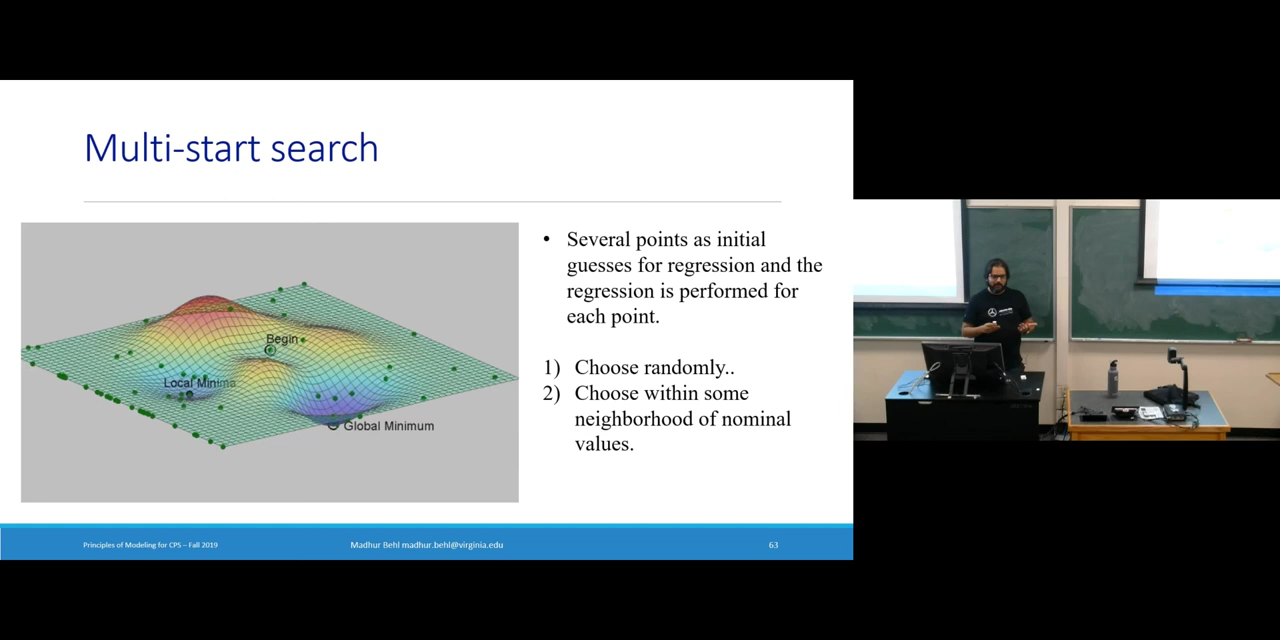 Multi-start search
Begin
Local Minima
Global Minimum
• Several points as initial
guesses for regression and the
regression is performed for
each point.
1) Choose randomly..
2) Choose within some
neighborhood of nominal
values.
Principles of Modeling for CPS – Fall 2019
Madhur Behl madhur.behl@virginia.edu
63